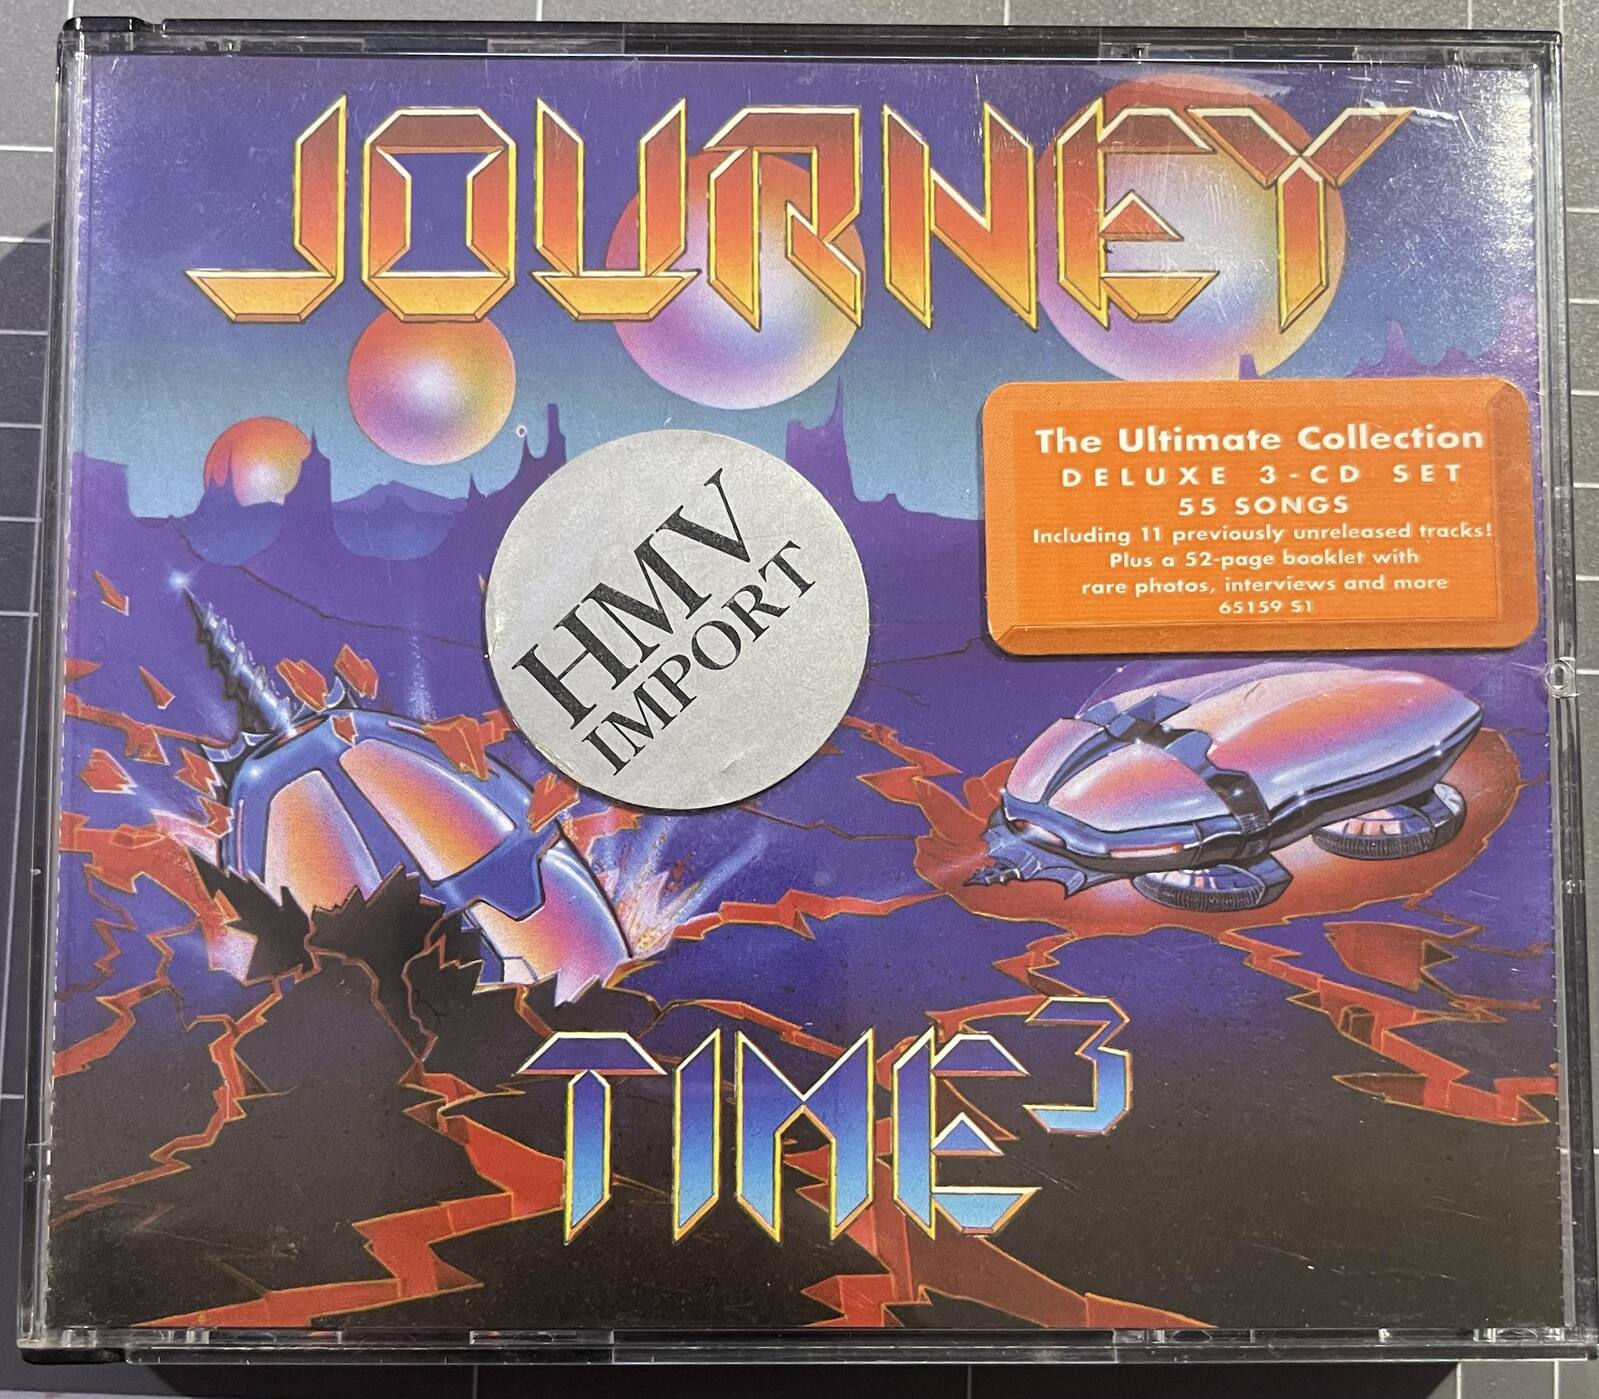 JOURNEY
The Ultimate Collection
DELUXE 3-CD SET
55 SONGS
Including 11 previously unreleased tracks!
Plus a 52-page booklet with
rare photos, interviews and more
65159 S1
HMV
IMPORT
TIME3